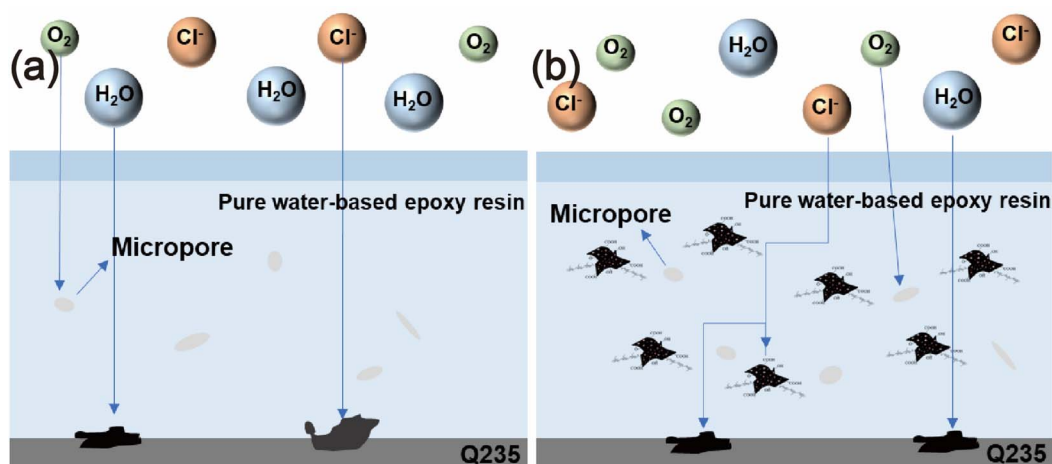 (a)
O₂
Cl⁻
Cl⁻
O₂
H₂O
H₂O
H₂O
Pure water-based epoxy resin
Micropore
Q235
(b)
O₂
H₂O
O₂
Cl⁻
Cl⁻
O₂
Cl⁻
H₂O
Pure water-based epoxy resin
Micropore
Q235